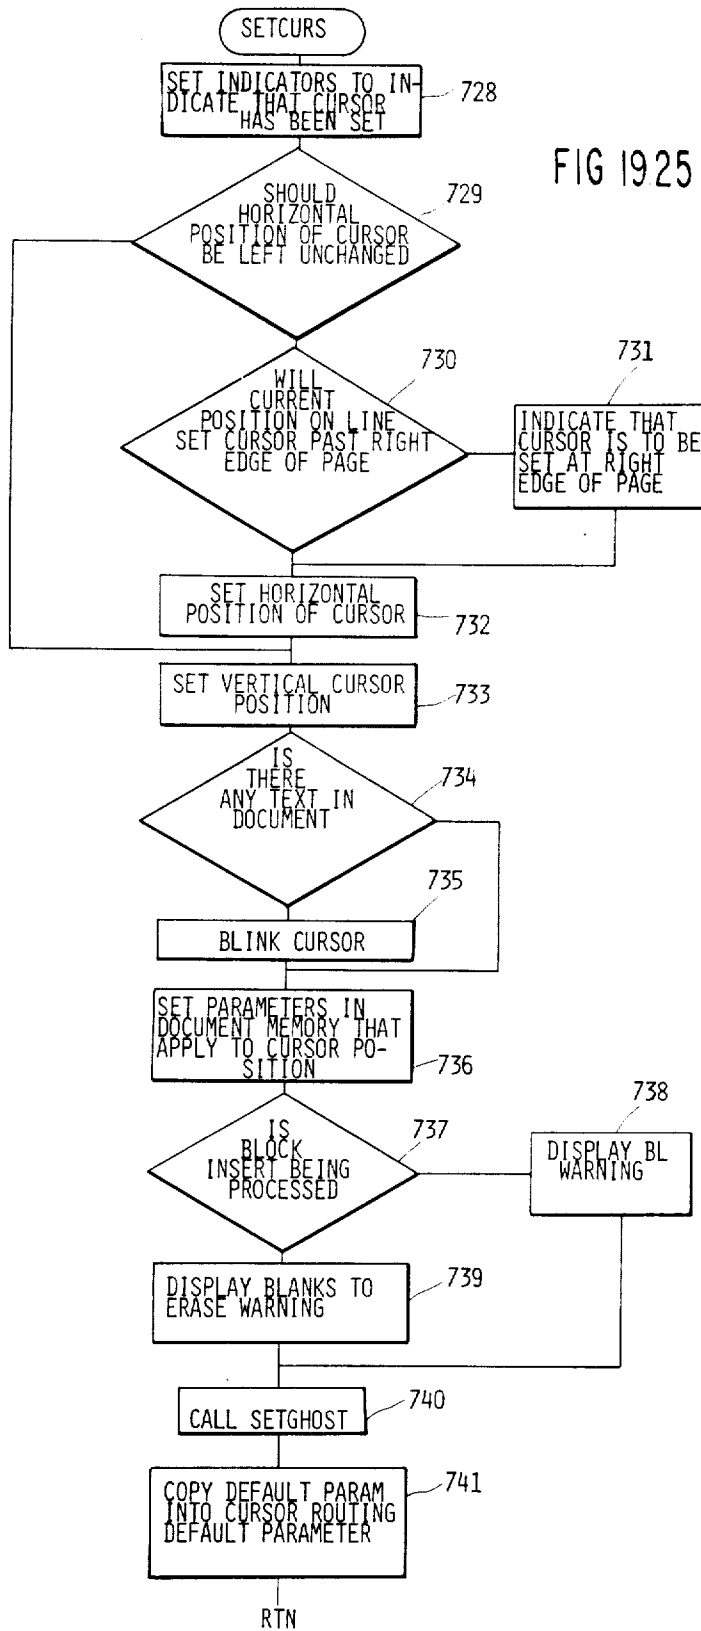 SETCURS
SET INDICATORS TO IN-
DICATE THAT CURSOR
HAS BEEN SET
728
FIG 19.25
SHOULD
HORIZONTAL
POSITION OF CURSOR
BE LEFT UNCHANGED
729
WILL
CURRENT
POSITION ON LINE
SET CURSOR PAST RIGHT
EDGE OF PAGE
730
731
INDICATE THAT
CURSOR IS TO BE
SET AT RIGHT
EDGE OF PAGE
SET HORIZONTAL
POSITION OF CURSOR
732
SET VERTICAL CURSOR
POSITION
733
IS
THERE
ANY TEXT IN
DOCUMENT
734
735
BLINK CURSOR
SET PARAMETERS IN
DOCUMENT MEMORY THAT
APPLY TO CURSOR PO-
SITION
736
IS
BLOCK
INSERT BEING
PROCESSED
737
738
DISPLAY BL
WARNING
DISPLAY BLANKS TO
ERASE WARNING
739
CALL SETGHOST
740
COPY DEFAULT PARAM
INTO CURSOR ROUTING
DEFAULT PARAMETER
741
RTN